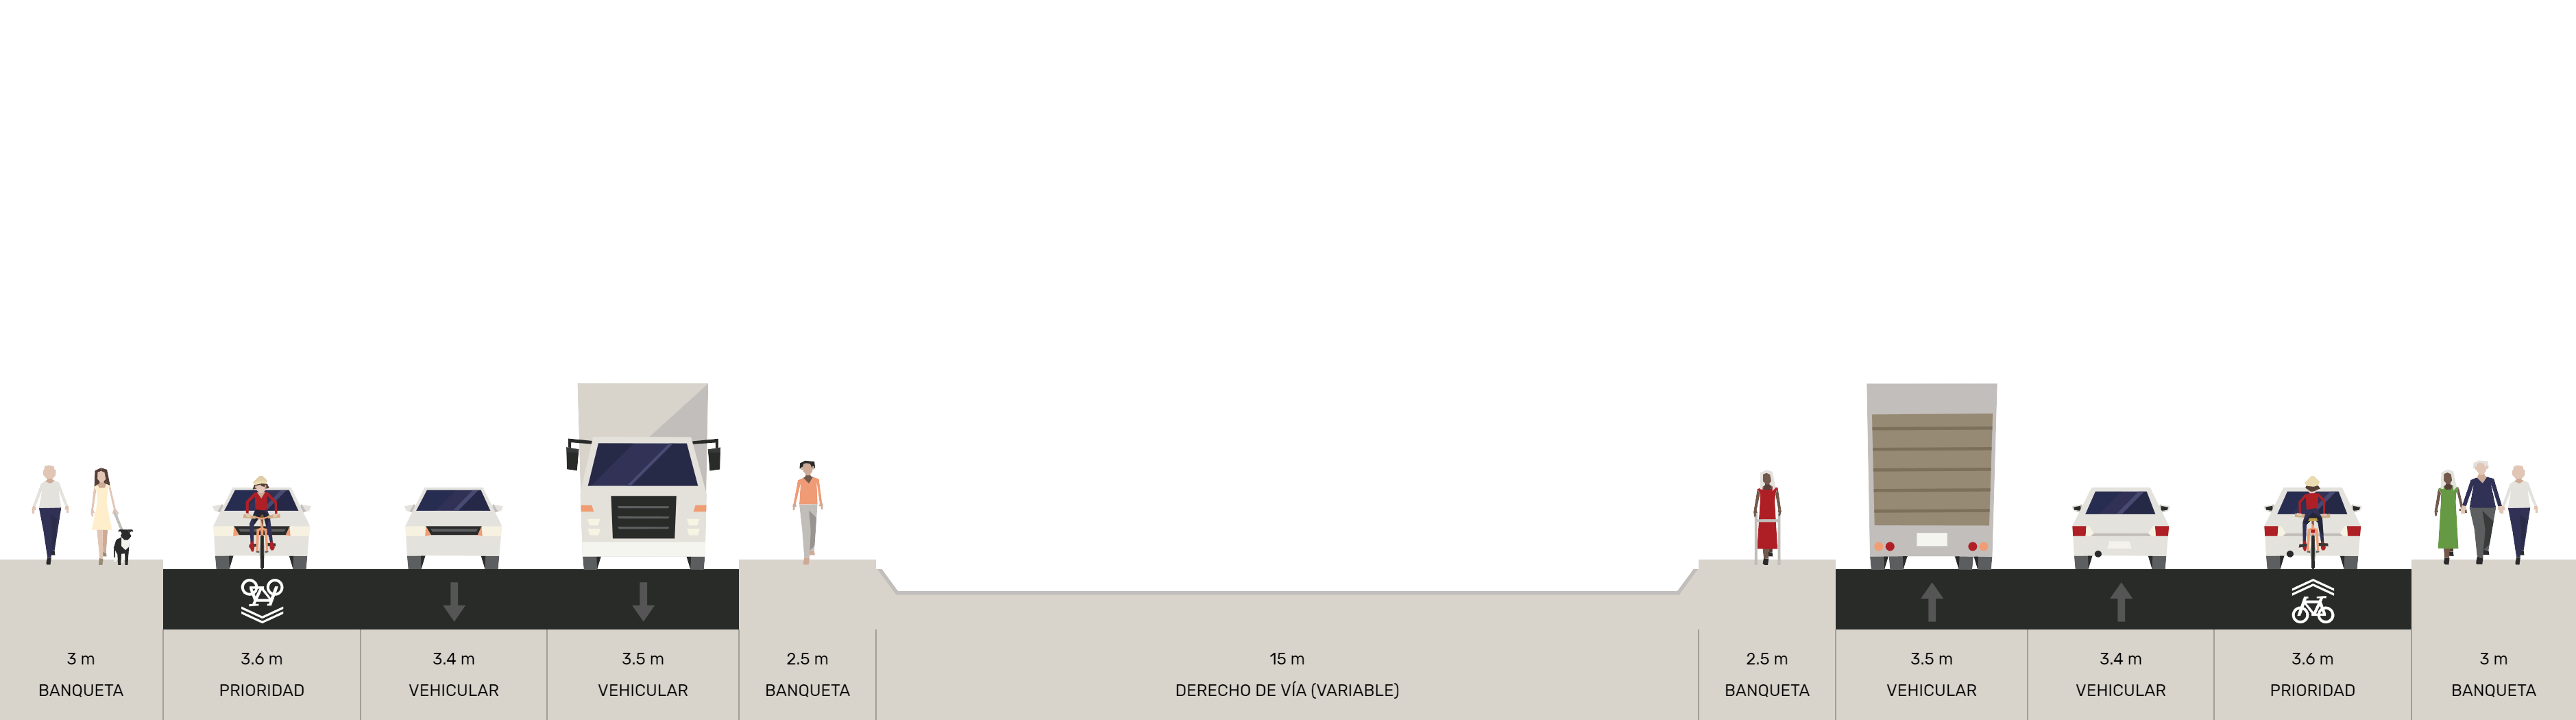 3 m
BANQUETA
3.6 m
PRIORIDAD
3.4 m
VEHICULAR
3.5 m
VEHICULAR
2.5 m
BANQUETA
15 m
DERECHO DE VÍA (VARIABLE)
2.5 m
BANQUETA
3.5 m
VEHICULAR
3.4 m
VEHICULAR
3.6 m
PRIORIDAD
3 m
BANQUETA